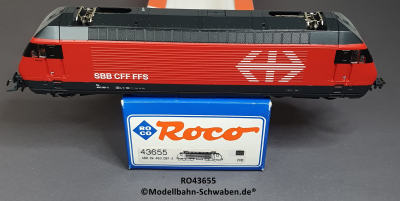 SBB CFF FFS
ROCO
Roco
43655
RO43655
©Modellbahn-Schwaben.de®